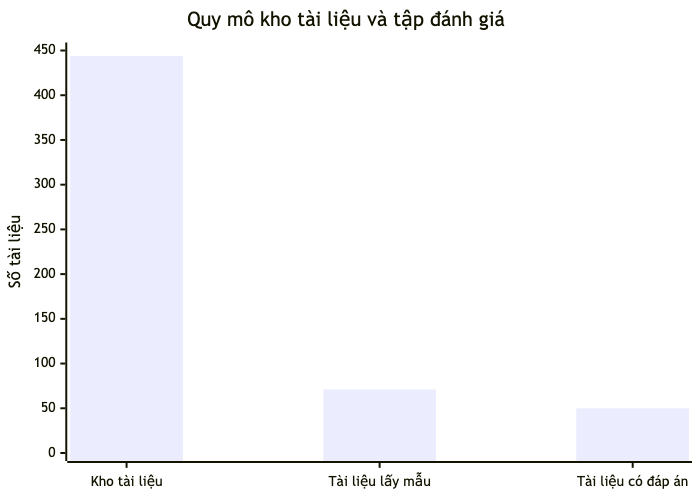 Quy mô kho tài liệu và tập đánh giá
Số tài liệu
450
400
350
300
250
200
150
100
50
0
Kho tài liệu
Tài liệu lấy mẫu
Tài liệu có đáp án